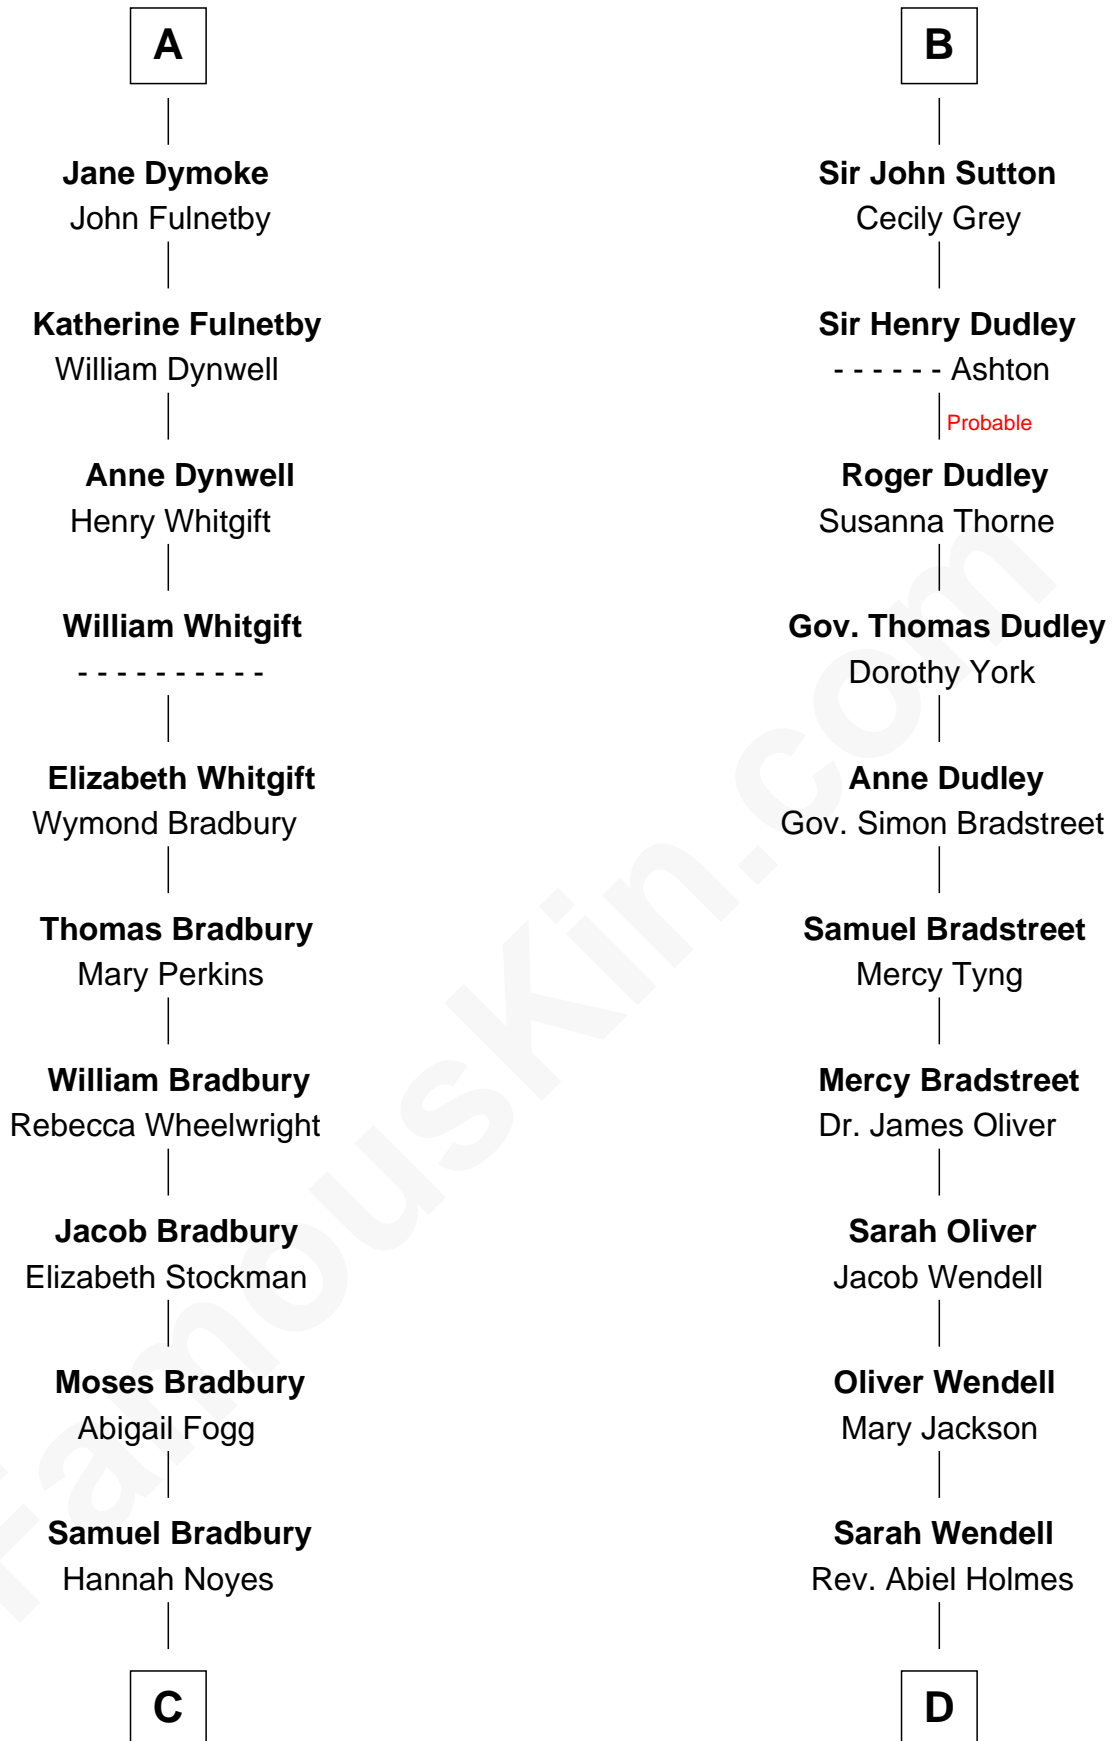 A
Jane Dymoke
John Fulnetby
Katherine Fulnetby
William Dynwell
Anne Dynwell
Henry Whitgift
William Whitgift
- - - - - - - - - -
Elizabeth Whitgift
Wymond Bradbury
Thomas Bradbury
Mary Perkins
William Bradbury
Rebecca Wheelwright
Jacob Bradbury
Elizabeth Stockman
Moses Bradbury
Abigail Fogg
Samuel Bradbury
Hannah Noyes
C
B
Sir John Sutton
Cecily Grey
Sir Henry Dudley
- - - - - - Ashton
Probable
Roger Dudley
Susanna Thorne
Gov. Thomas Dudley
Dorothy York
Anne Dudley
Gov. Simon Bradstreet
Samuel Bradstreet
Mercy Tyng
Mercy Bradstreet
Dr. James Oliver
Sarah Oliver
Jacob Wendell
Oliver Wendell
Mary Jackson
Sarah Wendell
Rev. Abiel Holmes
D
FamousKin.com